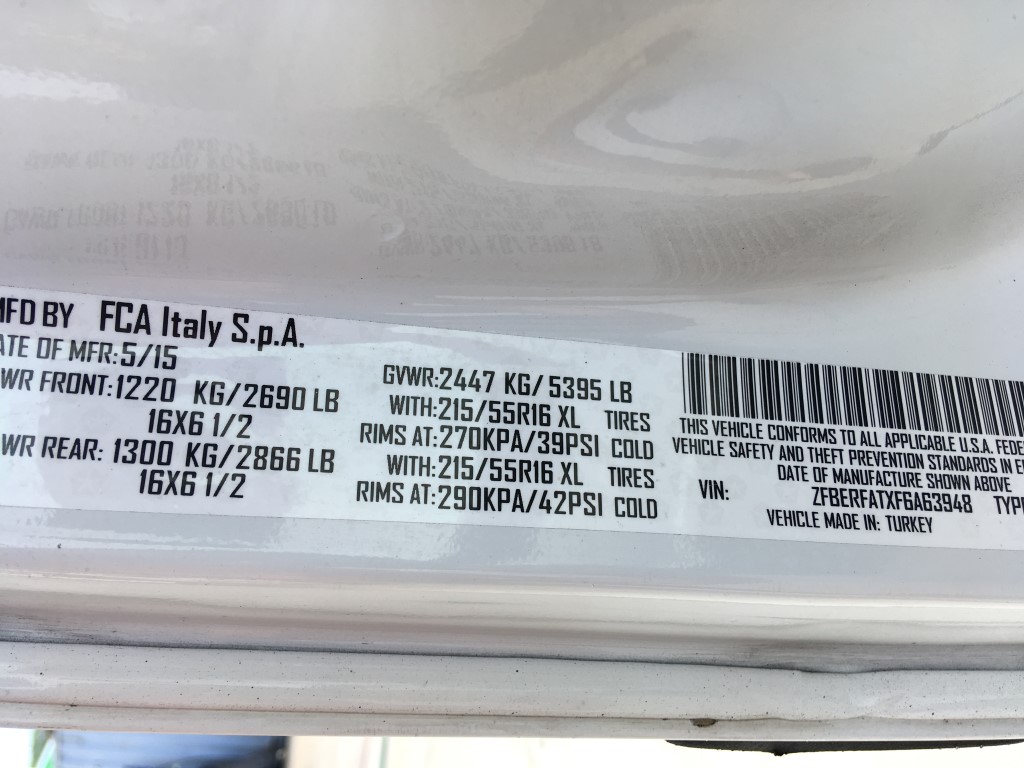 MFD BY FCA Italy S.p.A.
ATE OF MFR:5/15
WR FRONT:1220 KG/2690 LB
16X6 1/2
WR REAR: 1300 KG/2866 LB
16X6 1/2
GVWR:2447 KG/5395 LB
WITH:215/55R16 XL TIRES
RIMS AT:270KPA/39PSI COLD
WITH:215/55R16 XL TIRES
RIMS AT:290KPA/42PSI COLD
THIS VEHICLE CONFORMS TO ALL APPLICABLE U.S.A. FEDE
VEHICLE SAFETY AND THEFT PREVENTION STANDARDS IN E
DATE OF MANUFACTURE SHOWN ABOVE
VIN: ZFBERFATXF6A63948 TYP
VEHICLE MADE IN: TURKEY